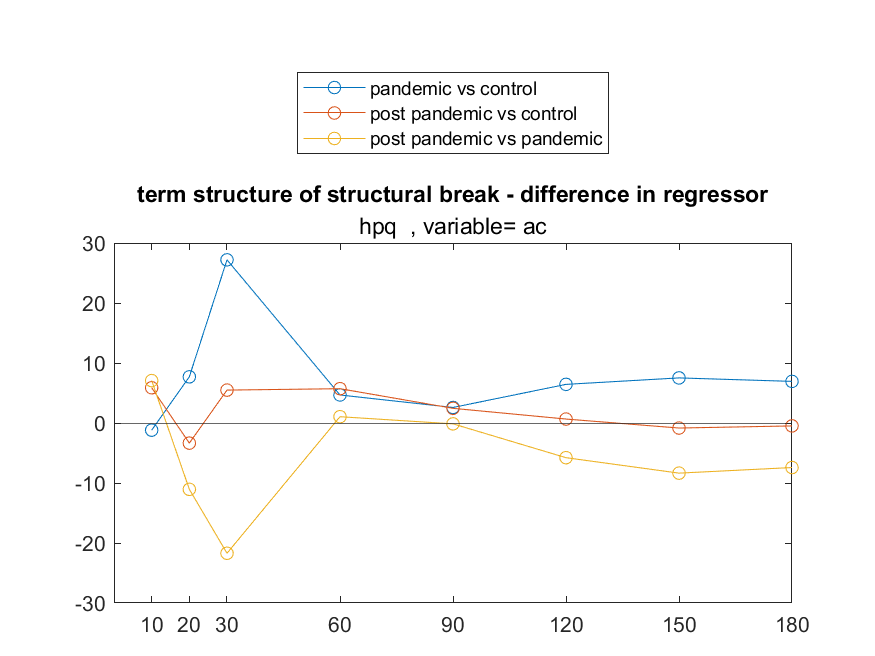 pandemic vs control
post pandemic vs control
post pandemic vs pandemic
term structure of structural break - difference in regressor
hpq , variable= ac
30
20
10
0
-10
-20
-30
10 20 30 60 90 120 150 180